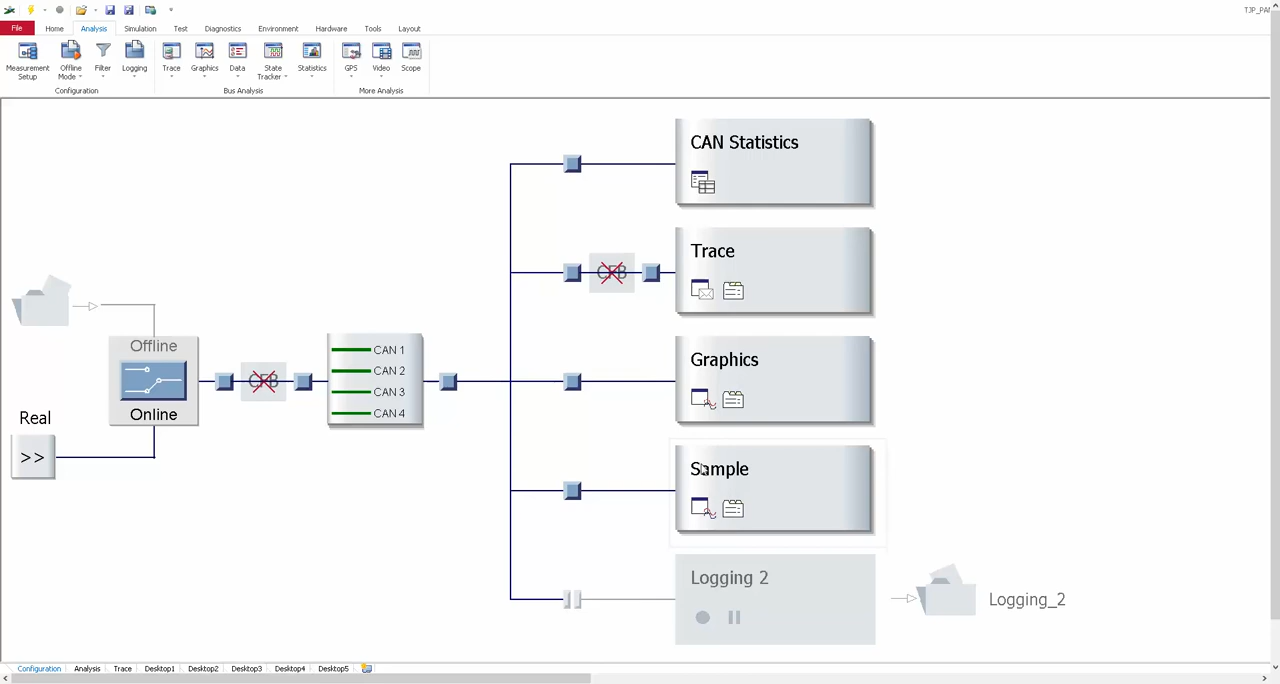 TJP_PA
File Home Analysis Simulation Test Diagnostics Environment Hardware Tools Layout
Measurement Setup
Offline Mode
Filter
Logging
Trace
Graphics
Data
State Tracker
Statistics
GPS
Video
Scope
Configuration
Bus Analysis
More Analysis
CAN Statistics
Trace
CFB
Graphics
Offline
Online
CFB
CAN 1
CAN 2
CAN 3
CAN 4
Real
>>
Sample
Logging 2
Logging_2
Configuration Analysis Trace Desktop1 Desktop2 Desktop3 Desktop4 Desktop5